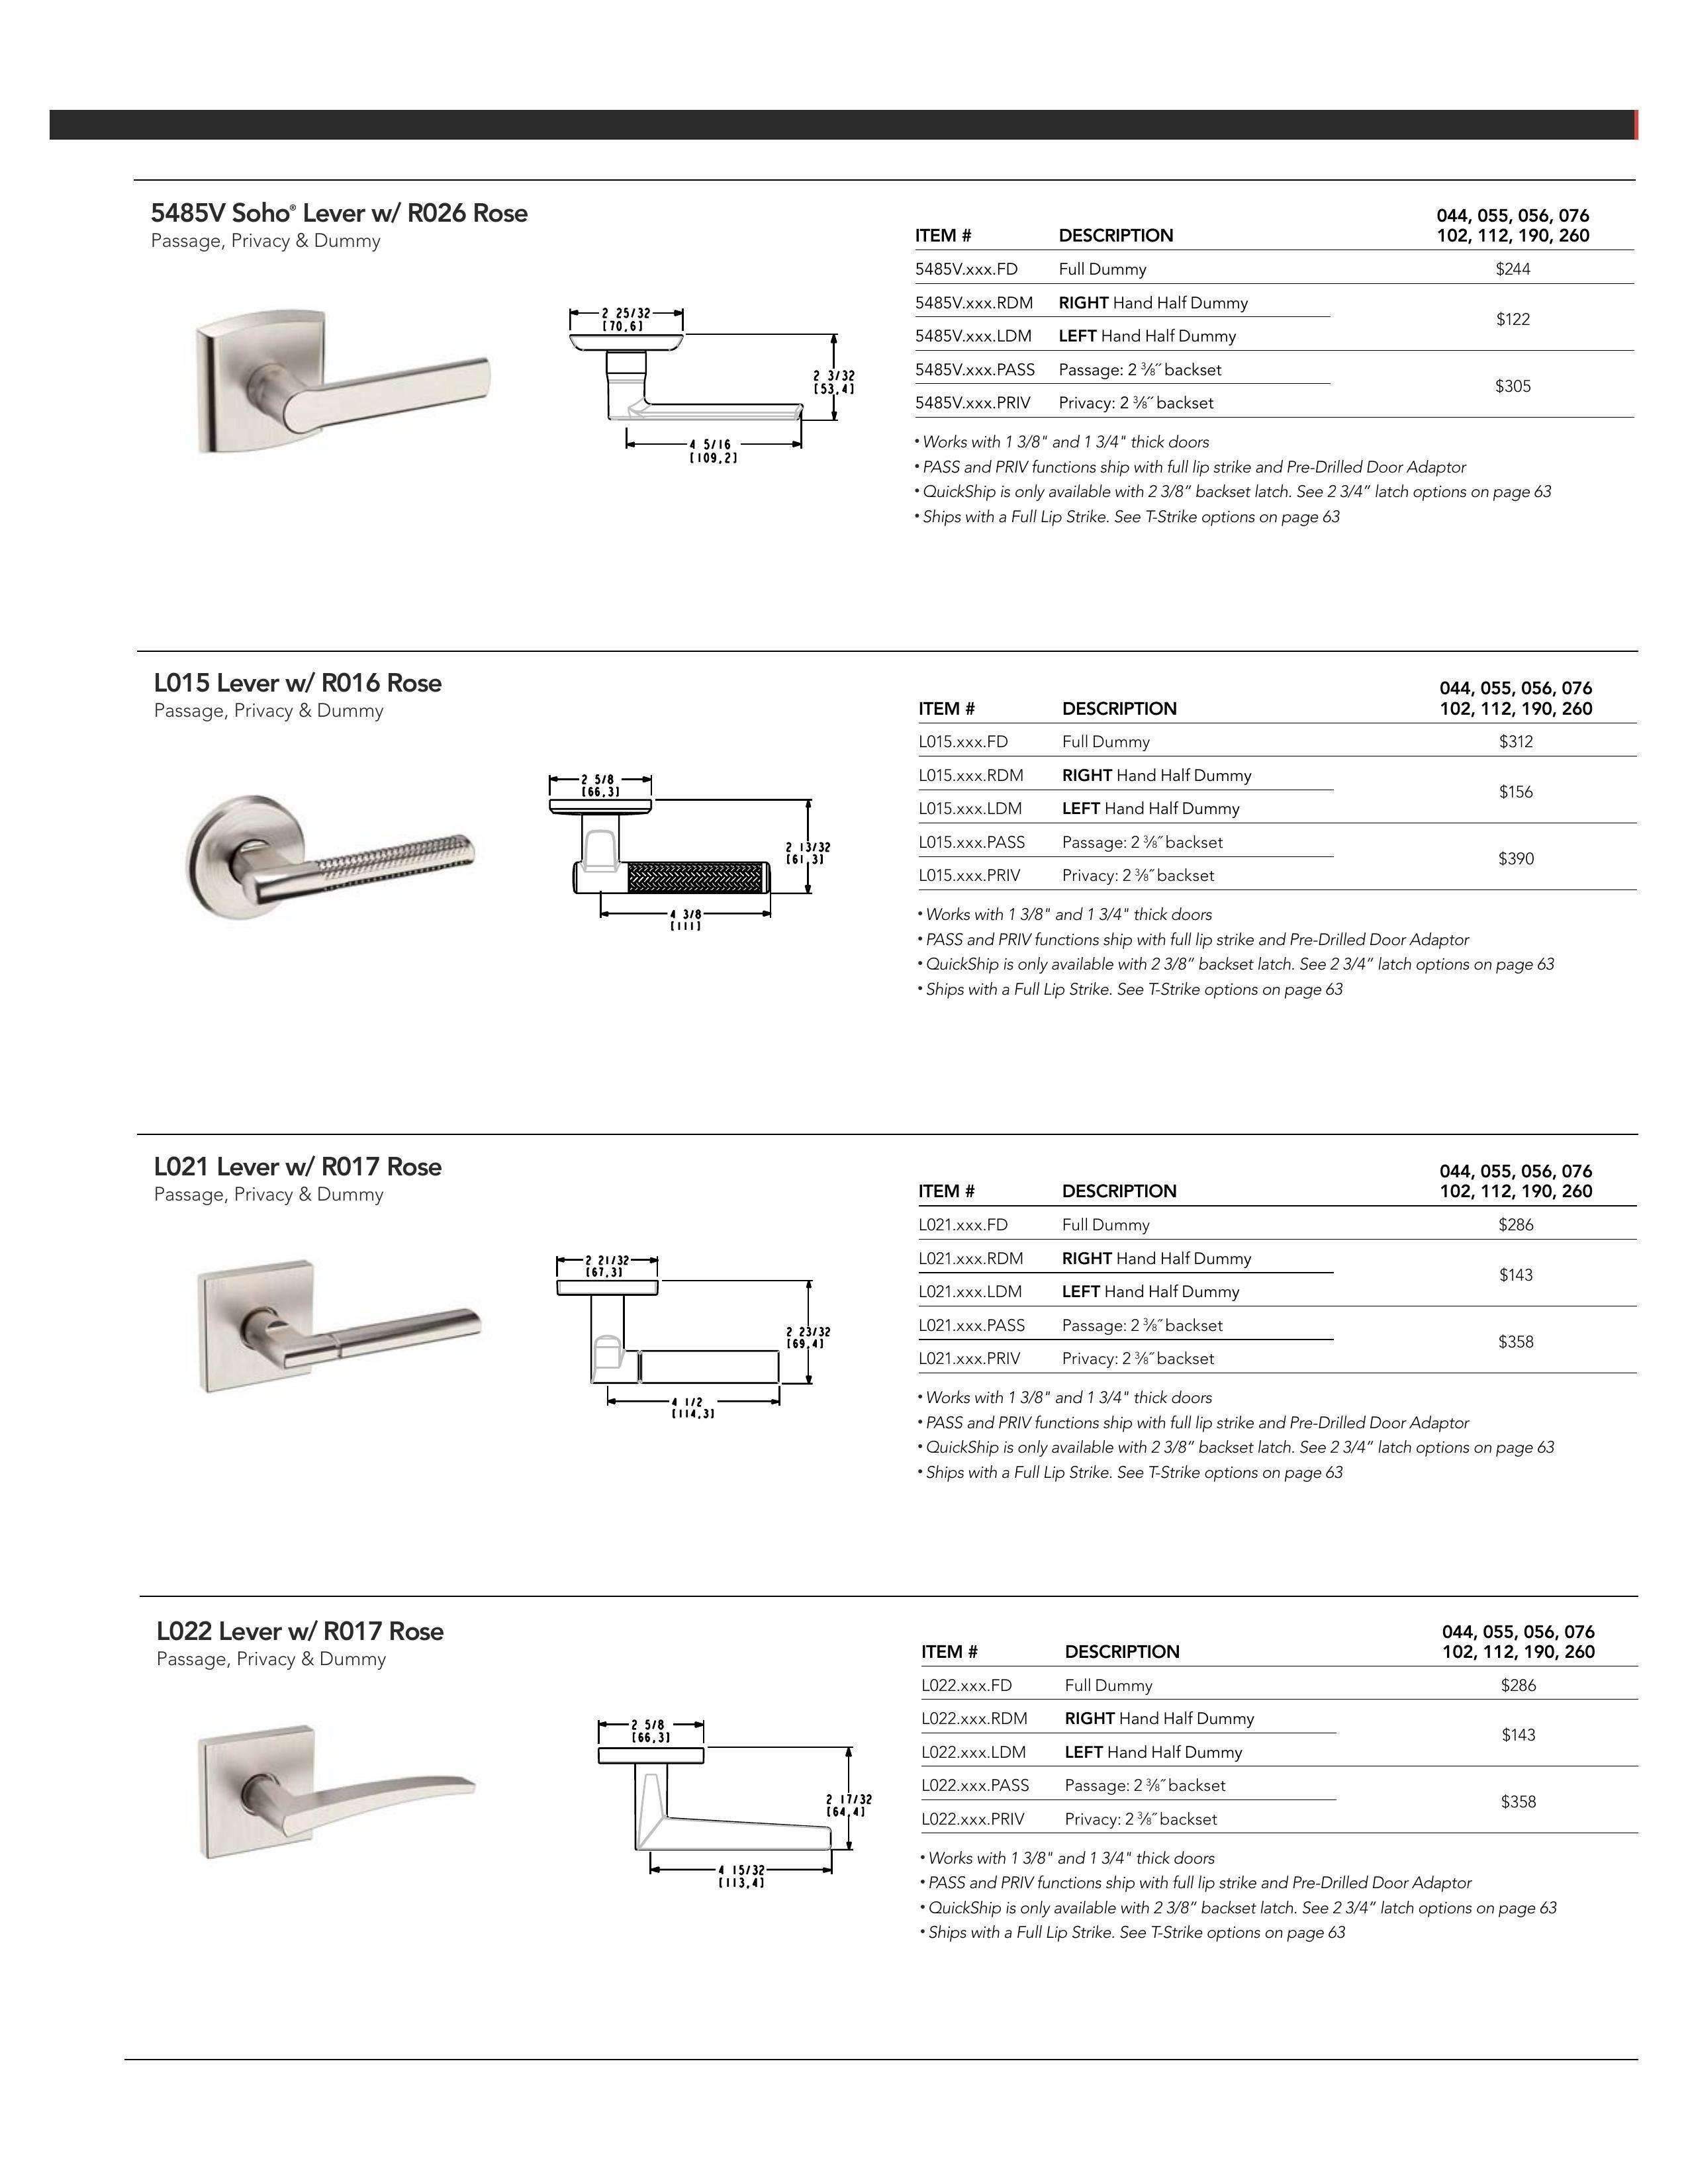 5485V Soho® Lever w/ R026 Rose
Passage, Privacy & Dummy
2 25/32
[70,6]
2 3/32
[53,4]
4 5/16
[109,2]
044, 055, 056, 076
ITEM # DESCRIPTION 102, 112, 190, 260
5485V.xxx.FD Full Dummy $244
5485V.xxx.RDM RIGHT Hand Half Dummy
$122
5485V.xxx.LDM LEFT Hand Half Dummy
5485V.xxx.PASS Passage: 2 ⅜˝ backset
$305
5485V.xxx.PRIV Privacy: 2 ⅜˝ backset
• Works with 1 3/8" and 1 3/4" thick doors
• PASS and PRIV functions ship with full lip strike and Pre-Drilled Door Adaptor
• QuickShip is only available with 2 3/8” backset latch. See 2 3/4” latch options on page 63
• Ships with a Full Lip Strike. See T-Strike options on page 63
L015 Lever w/ R016 Rose
Passage, Privacy & Dummy
2 5/8
[66,3]
2 13/32
[61,3]
4 3/8
[111]
044, 055, 056, 076
ITEM # DESCRIPTION 102, 112, 190, 260
L015.xxx.FD Full Dummy $312
L015.xxx.RDM RIGHT Hand Half Dummy
$156
L015.xxx.LDM LEFT Hand Half Dummy
L015.xxx.PASS Passage: 2 ⅜˝ backset
$390
L015.xxx.PRIV Privacy: 2 ⅜˝ backset
• Works with 1 3/8" and 1 3/4" thick doors
• PASS and PRIV functions ship with full lip strike and Pre-Drilled Door Adaptor
• QuickShip is only available with 2 3/8” backset latch. See 2 3/4” latch options on page 63
• Ships with a Full Lip Strike. See T-Strike options on page 63
L021 Lever w/ R017 Rose
Passage, Privacy & Dummy
2 21/32
[67,3]
2 23/32
[69,4]
4 1/2
[114,3]
044, 055, 056, 076
ITEM # DESCRIPTION 102, 112, 190, 260
L021.xxx.FD Full Dummy $286
L021.xxx.RDM RIGHT Hand Half Dummy
$143
L021.xxx.LDM LEFT Hand Half Dummy
L021.xxx.PASS Passage: 2 ⅜˝ backset
$358
L021.xxx.PRIV Privacy: 2 ⅜˝ backset
• Works with 1 3/8" and 1 3/4" thick doors
• PASS and PRIV functions ship with full lip strike and Pre-Drilled Door Adaptor
• QuickShip is only available with 2 3/8” backset latch. See 2 3/4” latch options on page 63
• Ships with a Full Lip Strike. See T-Strike options on page 63
L022 Lever w/ R017 Rose
Passage, Privacy & Dummy
2 5/8
[66,3]
2 17/32
[64,4]
4 15/32
[113,4]
044, 055, 056, 076
ITEM # DESCRIPTION 102, 112, 190, 260
L022.xxx.FD Full Dummy $286
L022.xxx.RDM RIGHT Hand Half Dummy
$143
L022.xxx.LDM LEFT Hand Half Dummy
L022.xxx.PASS Passage: 2 ⅜˝ backset
$358
L022.xxx.PRIV Privacy: 2 ⅜˝ backset
• Works with 1 3/8" and 1 3/4" thick doors
• PASS and PRIV functions ship with full lip strike and Pre-Drilled Door Adaptor
• QuickShip is only available with 2 3/8” backset latch. See 2 3/4” latch options on page 63
• Ships with a Full Lip Strike. See T-Strike options on page 63